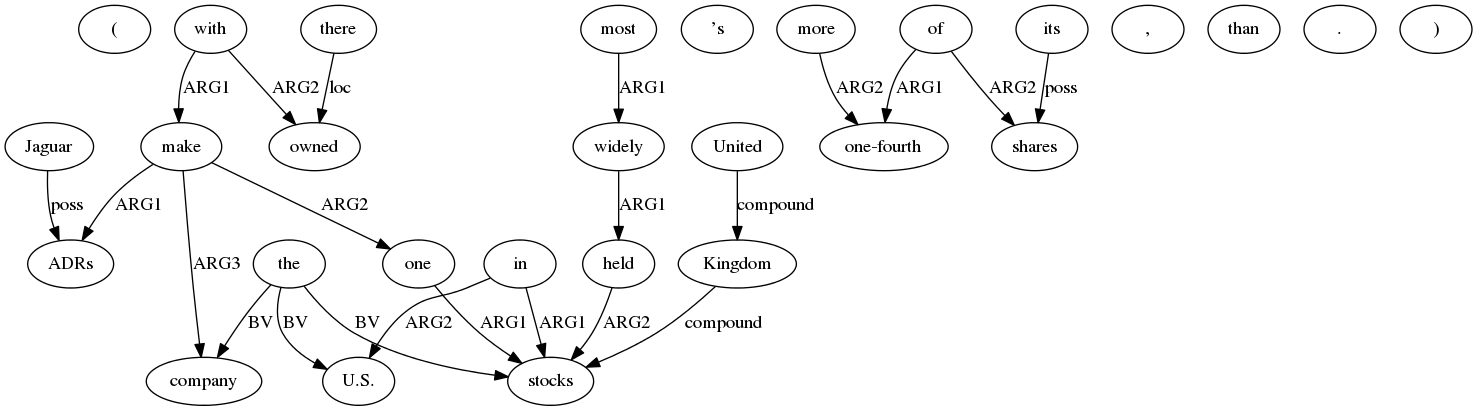 ( with there most ’s more of its , than . )
ARG1 ARG2 loc ARG1 ARG2 ARG1 ARG2 poss
Jaguar make owned widely United one-fourth shares
poss ARG1 ARG2 ARG1 compound
ADRs ARG3 the one in held Kingdom
BV BV BV ARG2 ARG1 ARG1 ARG2 compound
company U.S. stocks